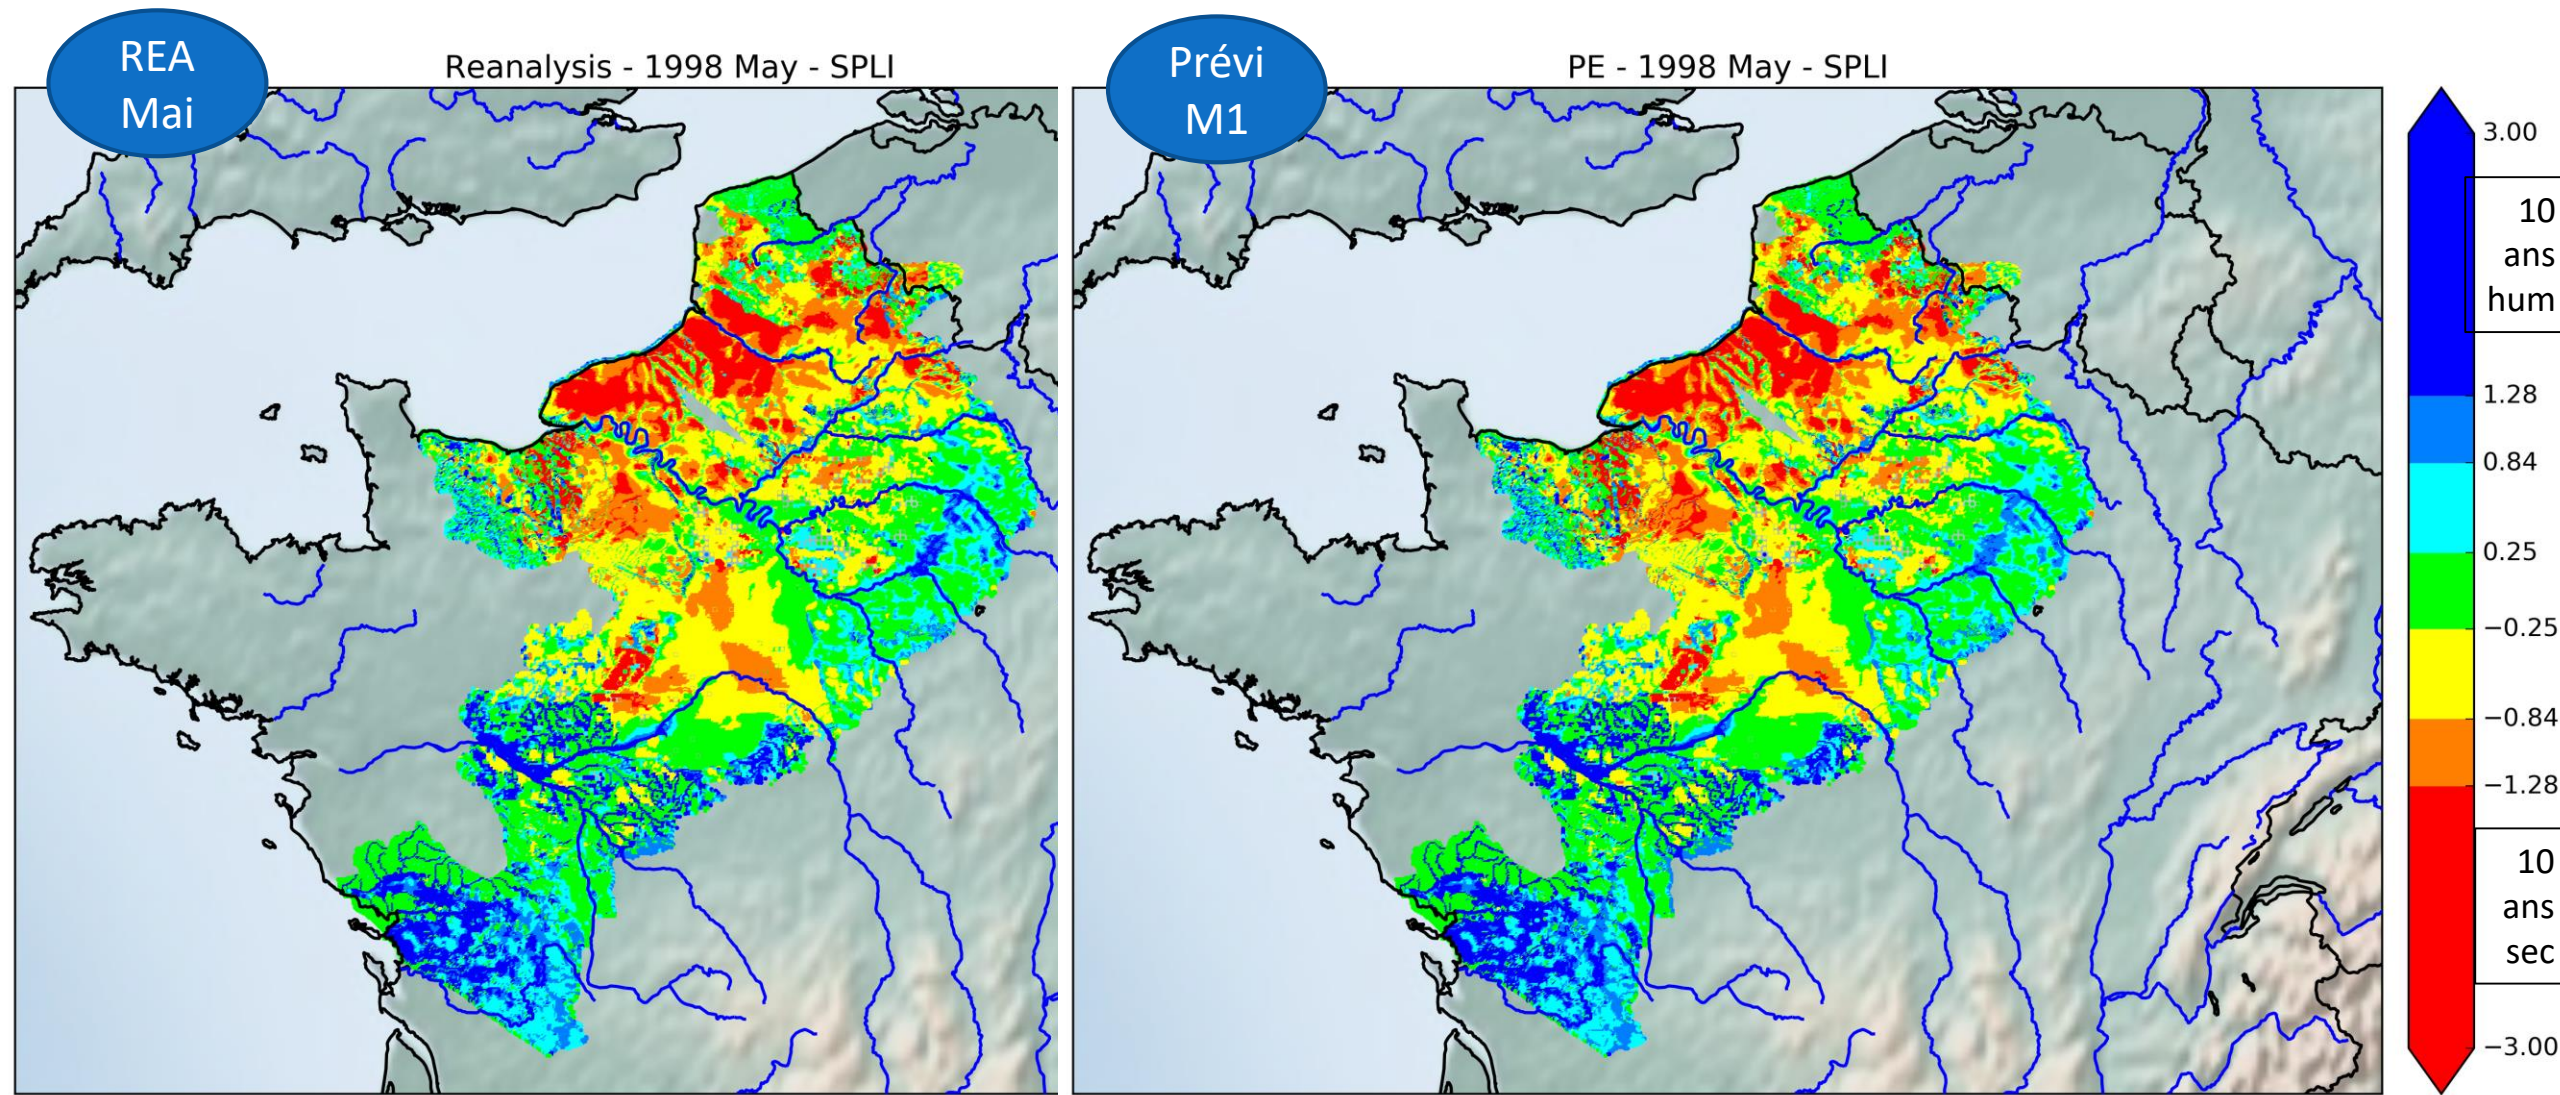 REA
Mai
Reanalysis - 1998 May - SPLI
Prévi
M1
PE - 1998 May - SPLI
3.00
10
ans
hum
1.28
0.84
0.25
−0.25
−0.84
−1.28
10
ans
sec
−3.00